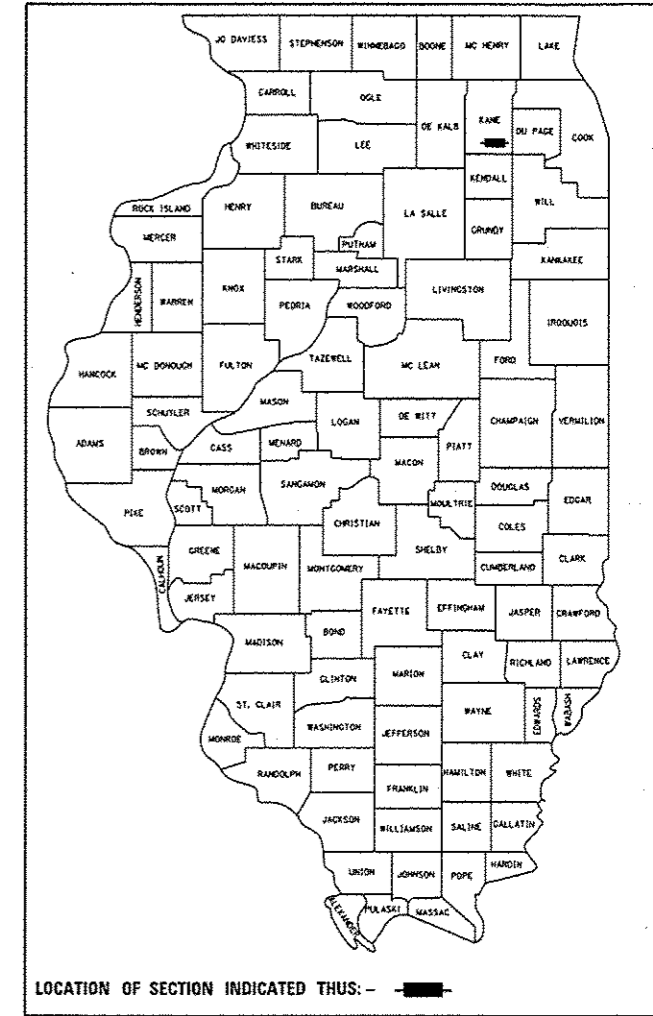 JO DAVIESS STEPHENSON WINNEBAGO BOONE MC HENRY LAKE
CARROLL OGLE DE KALB KANE DU PAGE COOK
WHITESIDE LEE KENDALL WILL
ROCK ISLAND HENRY BUREAU LA SALLE GRUNDY
MERCER PUTNAM KANKAKEE
HENDERSON WARREN KNOX STARK MARSHALL LIVINGSTON IROQUOIS
PEORIA WOODFORD
HANCOCK MC DONOUGH FULTON TAZEWELL MC LEAN FORD
SCHUYLER MASON LOGAN DE WITT CHAMPAIGN VERMILION
ADAMS BROWN CASS MENARD PIATT
PIKE SCOTT MORGAN SANGAMON MACON MOULTRIE DOUGLAS EDGAR
CHRISTIAN COLES
CALHOUN GREENE MACOUPIN MONTGOMERY SHELBY CUMBERLAND CLARK
JERSEY FAYETTE EFFINGHAM JASPER CRAWFORD
MADISON BOND CLAY RICHLAND LAWRENCE
CLINTON MARION
ST. CLAIR WASHINGTON JEFFERSON WAYNE EDWARDS WABASH
MONROE
RANDOLPH PERRY FRANKLIN HAMILTON WHITE
JACKSON WILLIAMSON SALINE GALLATIN
UNION JOHNSON POPE HARDIN
ALEXANDER PULASKI MASSAC
LOCATION OF SECTION INDICATED THUS: -